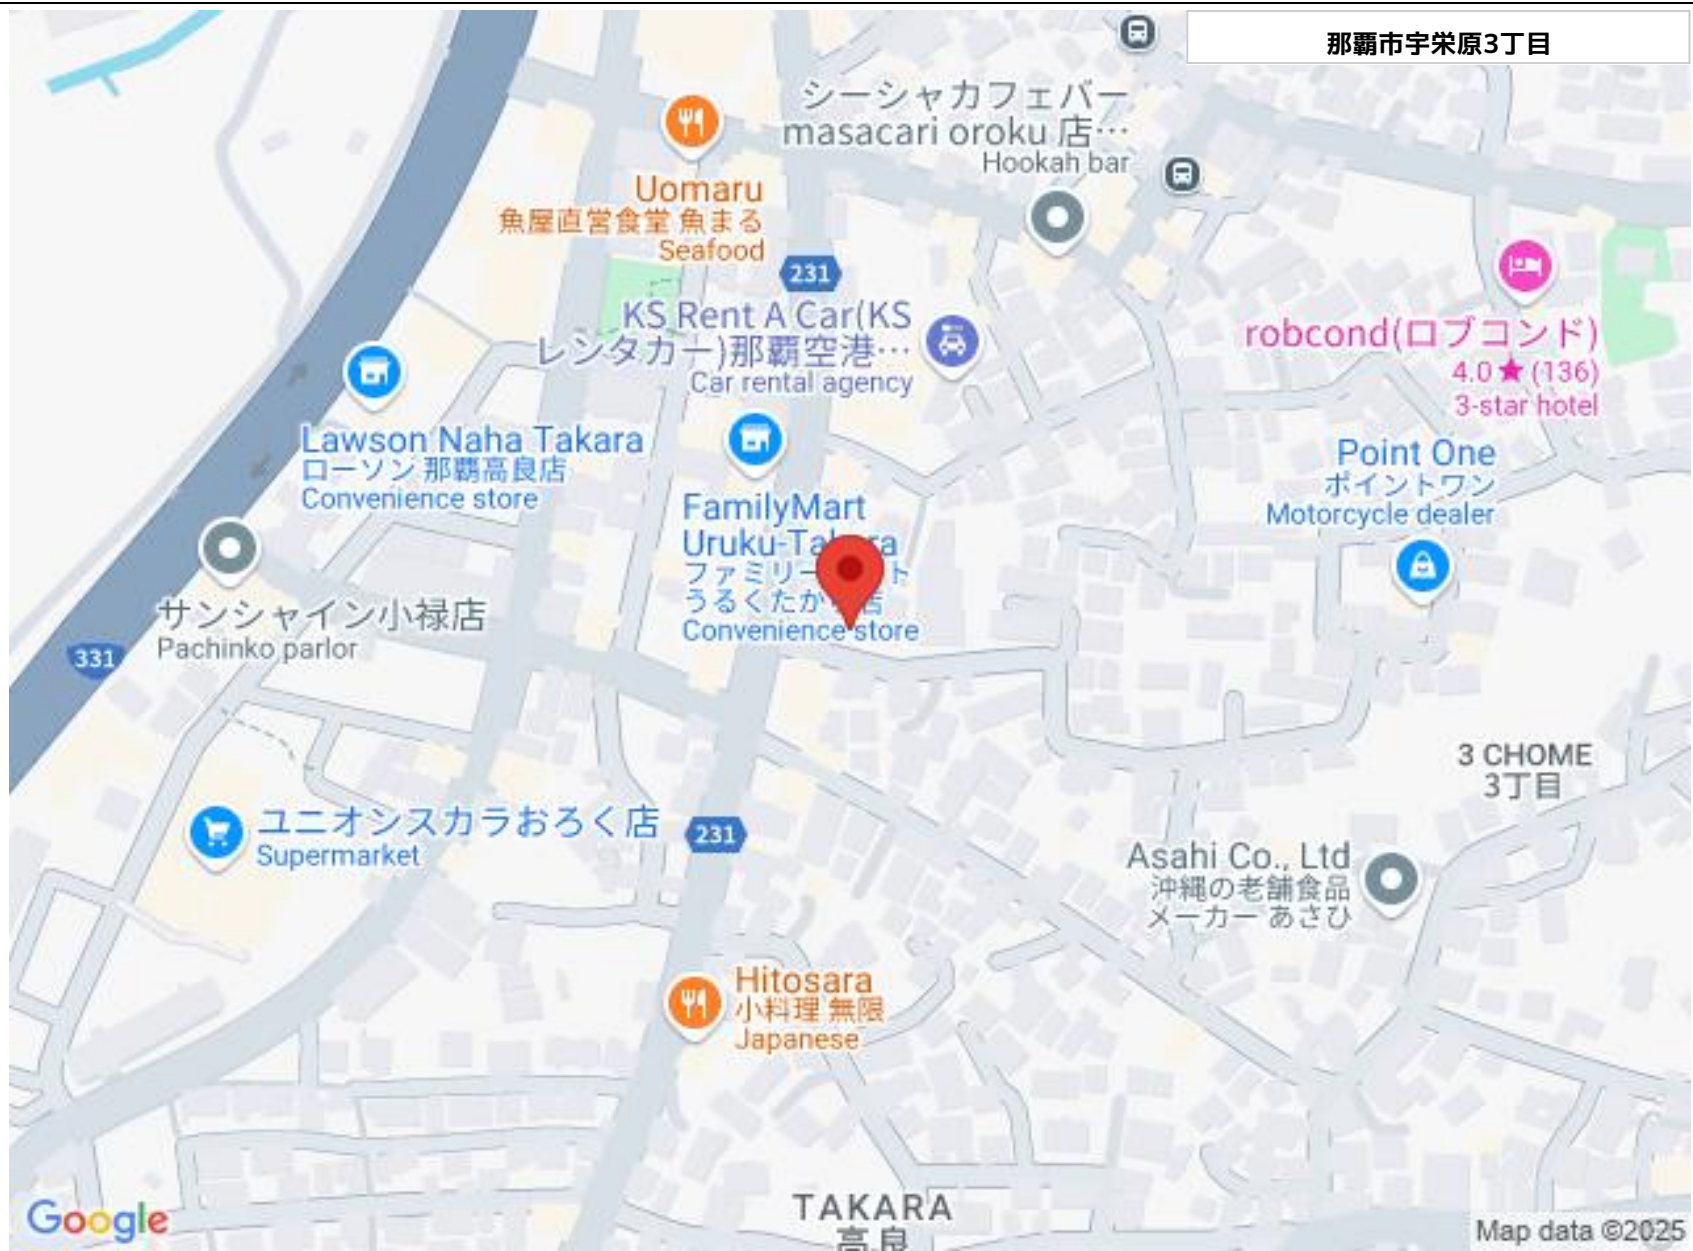 那覇市宇栄原3丁目
シーシャカフェバー
masacari oroku 店…
Hookah bar
Uomaru
魚屋直営食堂 魚まる
Seafood
231
KS Rent A Car(KS
レンタカー)那覇空港…
Car rental agency
robcond(ロブコンド)
4.0★(136)
3-star hotel
Lawson Naha Takara
ローソン 那覇高良店
Convenience store
Point One
ポイントワン
Motorcycle dealer
FamilyMart
Convenience store
サンシャイン小禄店
Pachinko parlor
331
3 CHOME
3丁目
ユニオンスカラおろく店
Supermarket
231
Asahi Co., Ltd
沖縄の老舗食品
メーカー あさひ
Hitosara
小料理 無限
Japanese
TAKARA
高良
Google
Map data ©2025